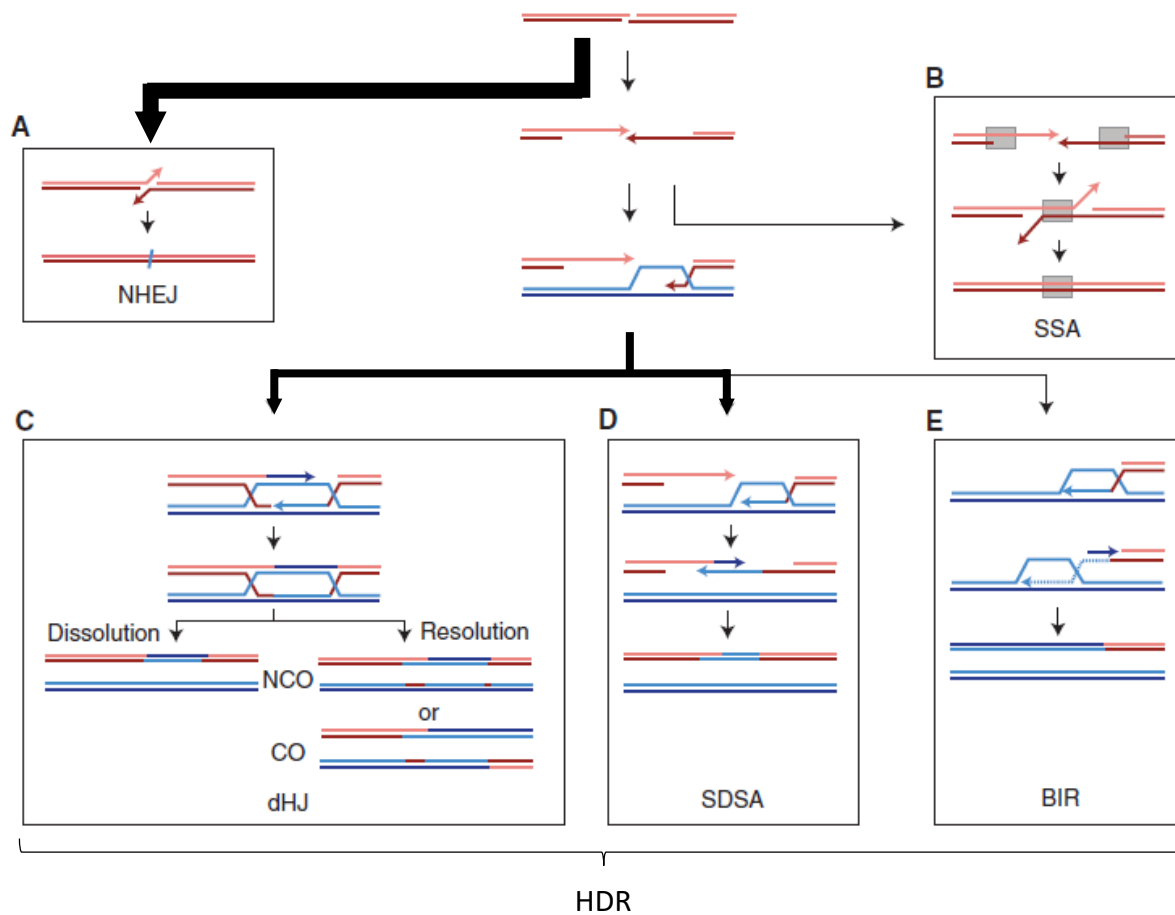 A
NHEJ
B
SSA
C
Dissolution
Resolution
NCO
or
CO
dHJ
D
SDSA
E
BIR
HDR